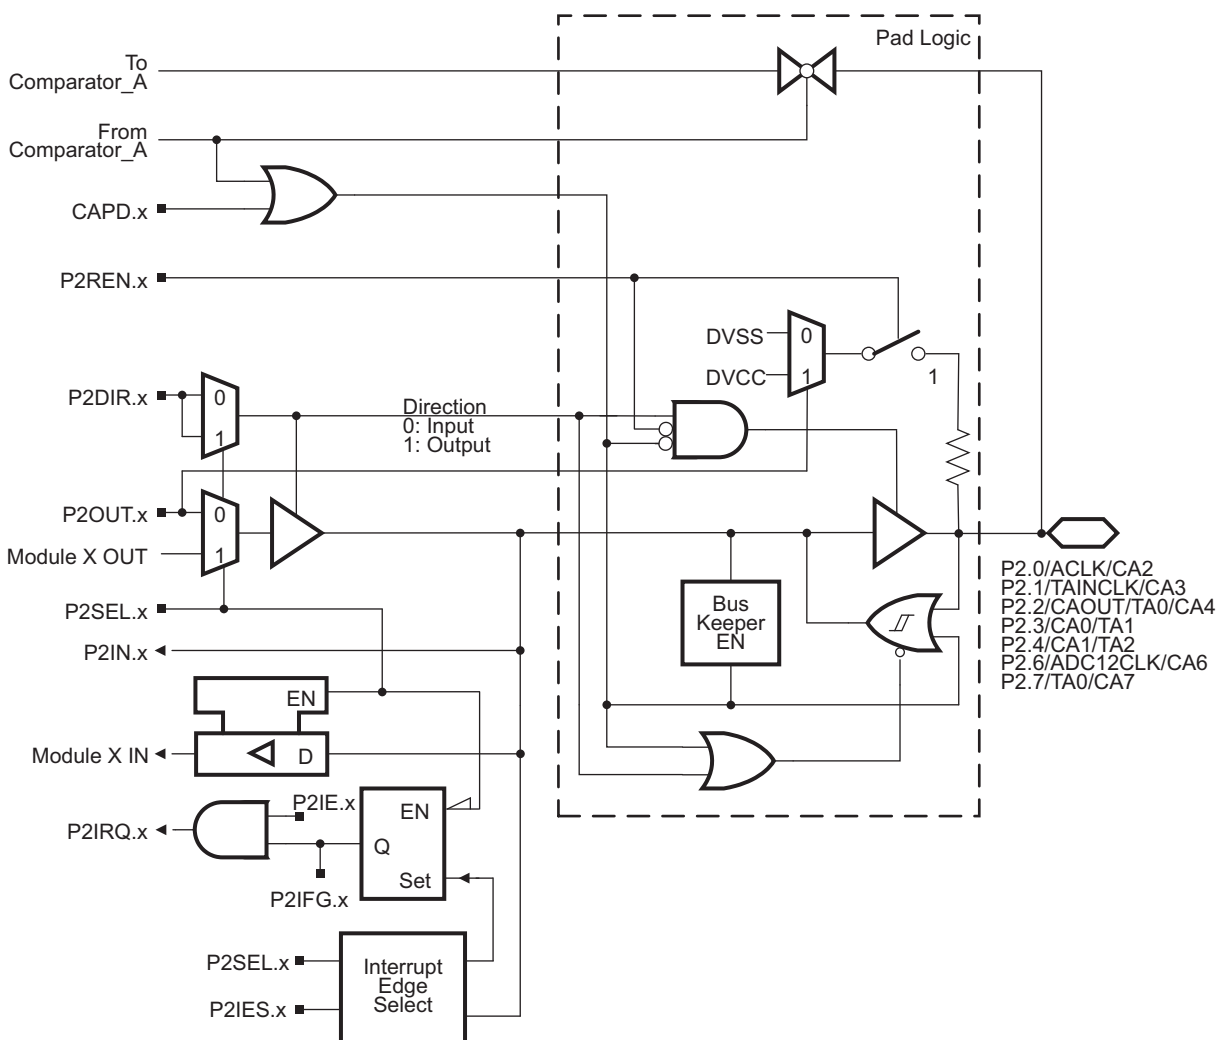 Pad Logic
To
Comparator_A
From
Comparator_A
CAPD.x
P2REN.x
DVSS
0
DVCC
1
1
P2DIR.x
0
1
Direction
0: Input
1: Output
P2OUT.x
0
Module X OUT
1
P2SEL.x
P2IN.x
Bus
Keeper
EN
P2.0/ACLK/CA2
P2.1/TAINCLK/CA3
P2.2/CAOUT/TA0/CA4
P2.3/CA0/TA1
P2.4/CA1/TA2
P2.6/ADC12CLK/CA6
P2.7/TA0/CA7
EN
Module X IN
D
P2IE.x
EN
P2IRQ.x
Q
Set
P2IFG.x
P2SEL.x
Interrupt
Edge
Select
P2IES.x